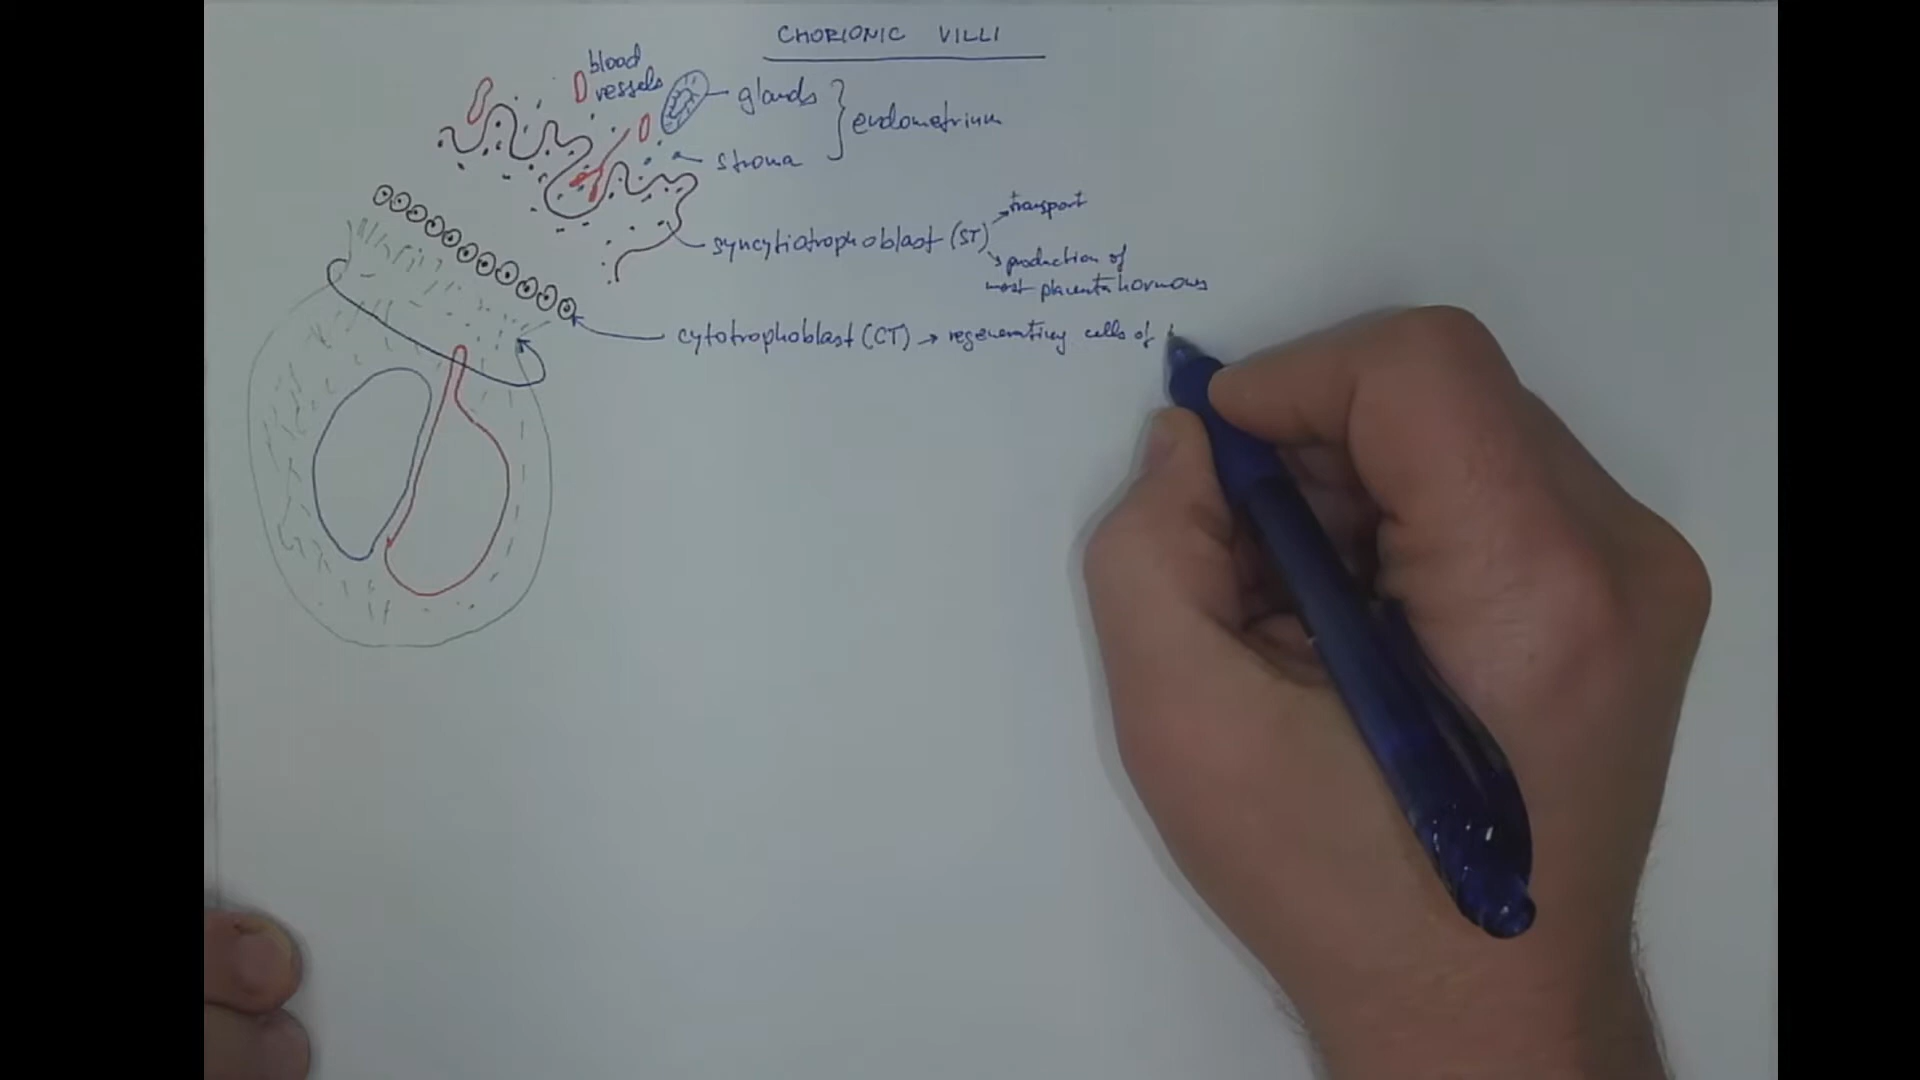 CHORIONIC VILLI
blood
vessels
glands
endometrium
stroma
transport
syncytiotrophoblast (ST)
production of
most placenta hormones
cytotrophoblast (CT) → regenerating cells of